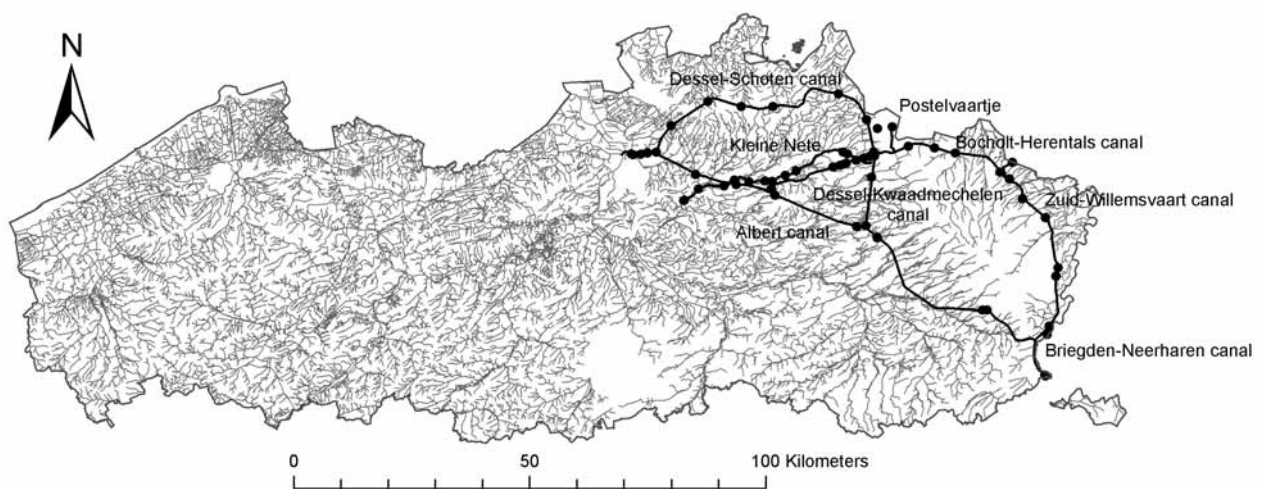 N
Dessel-Schoten canal
Postelvaartje
Kleine Nete
Bocholt-Herentals canal
Dessel-Kwaadmechelen
canal
Zuid-Willemsvaart canal
Albert canal
Briegden-Neerharen canal
0 50 100 Kilometers